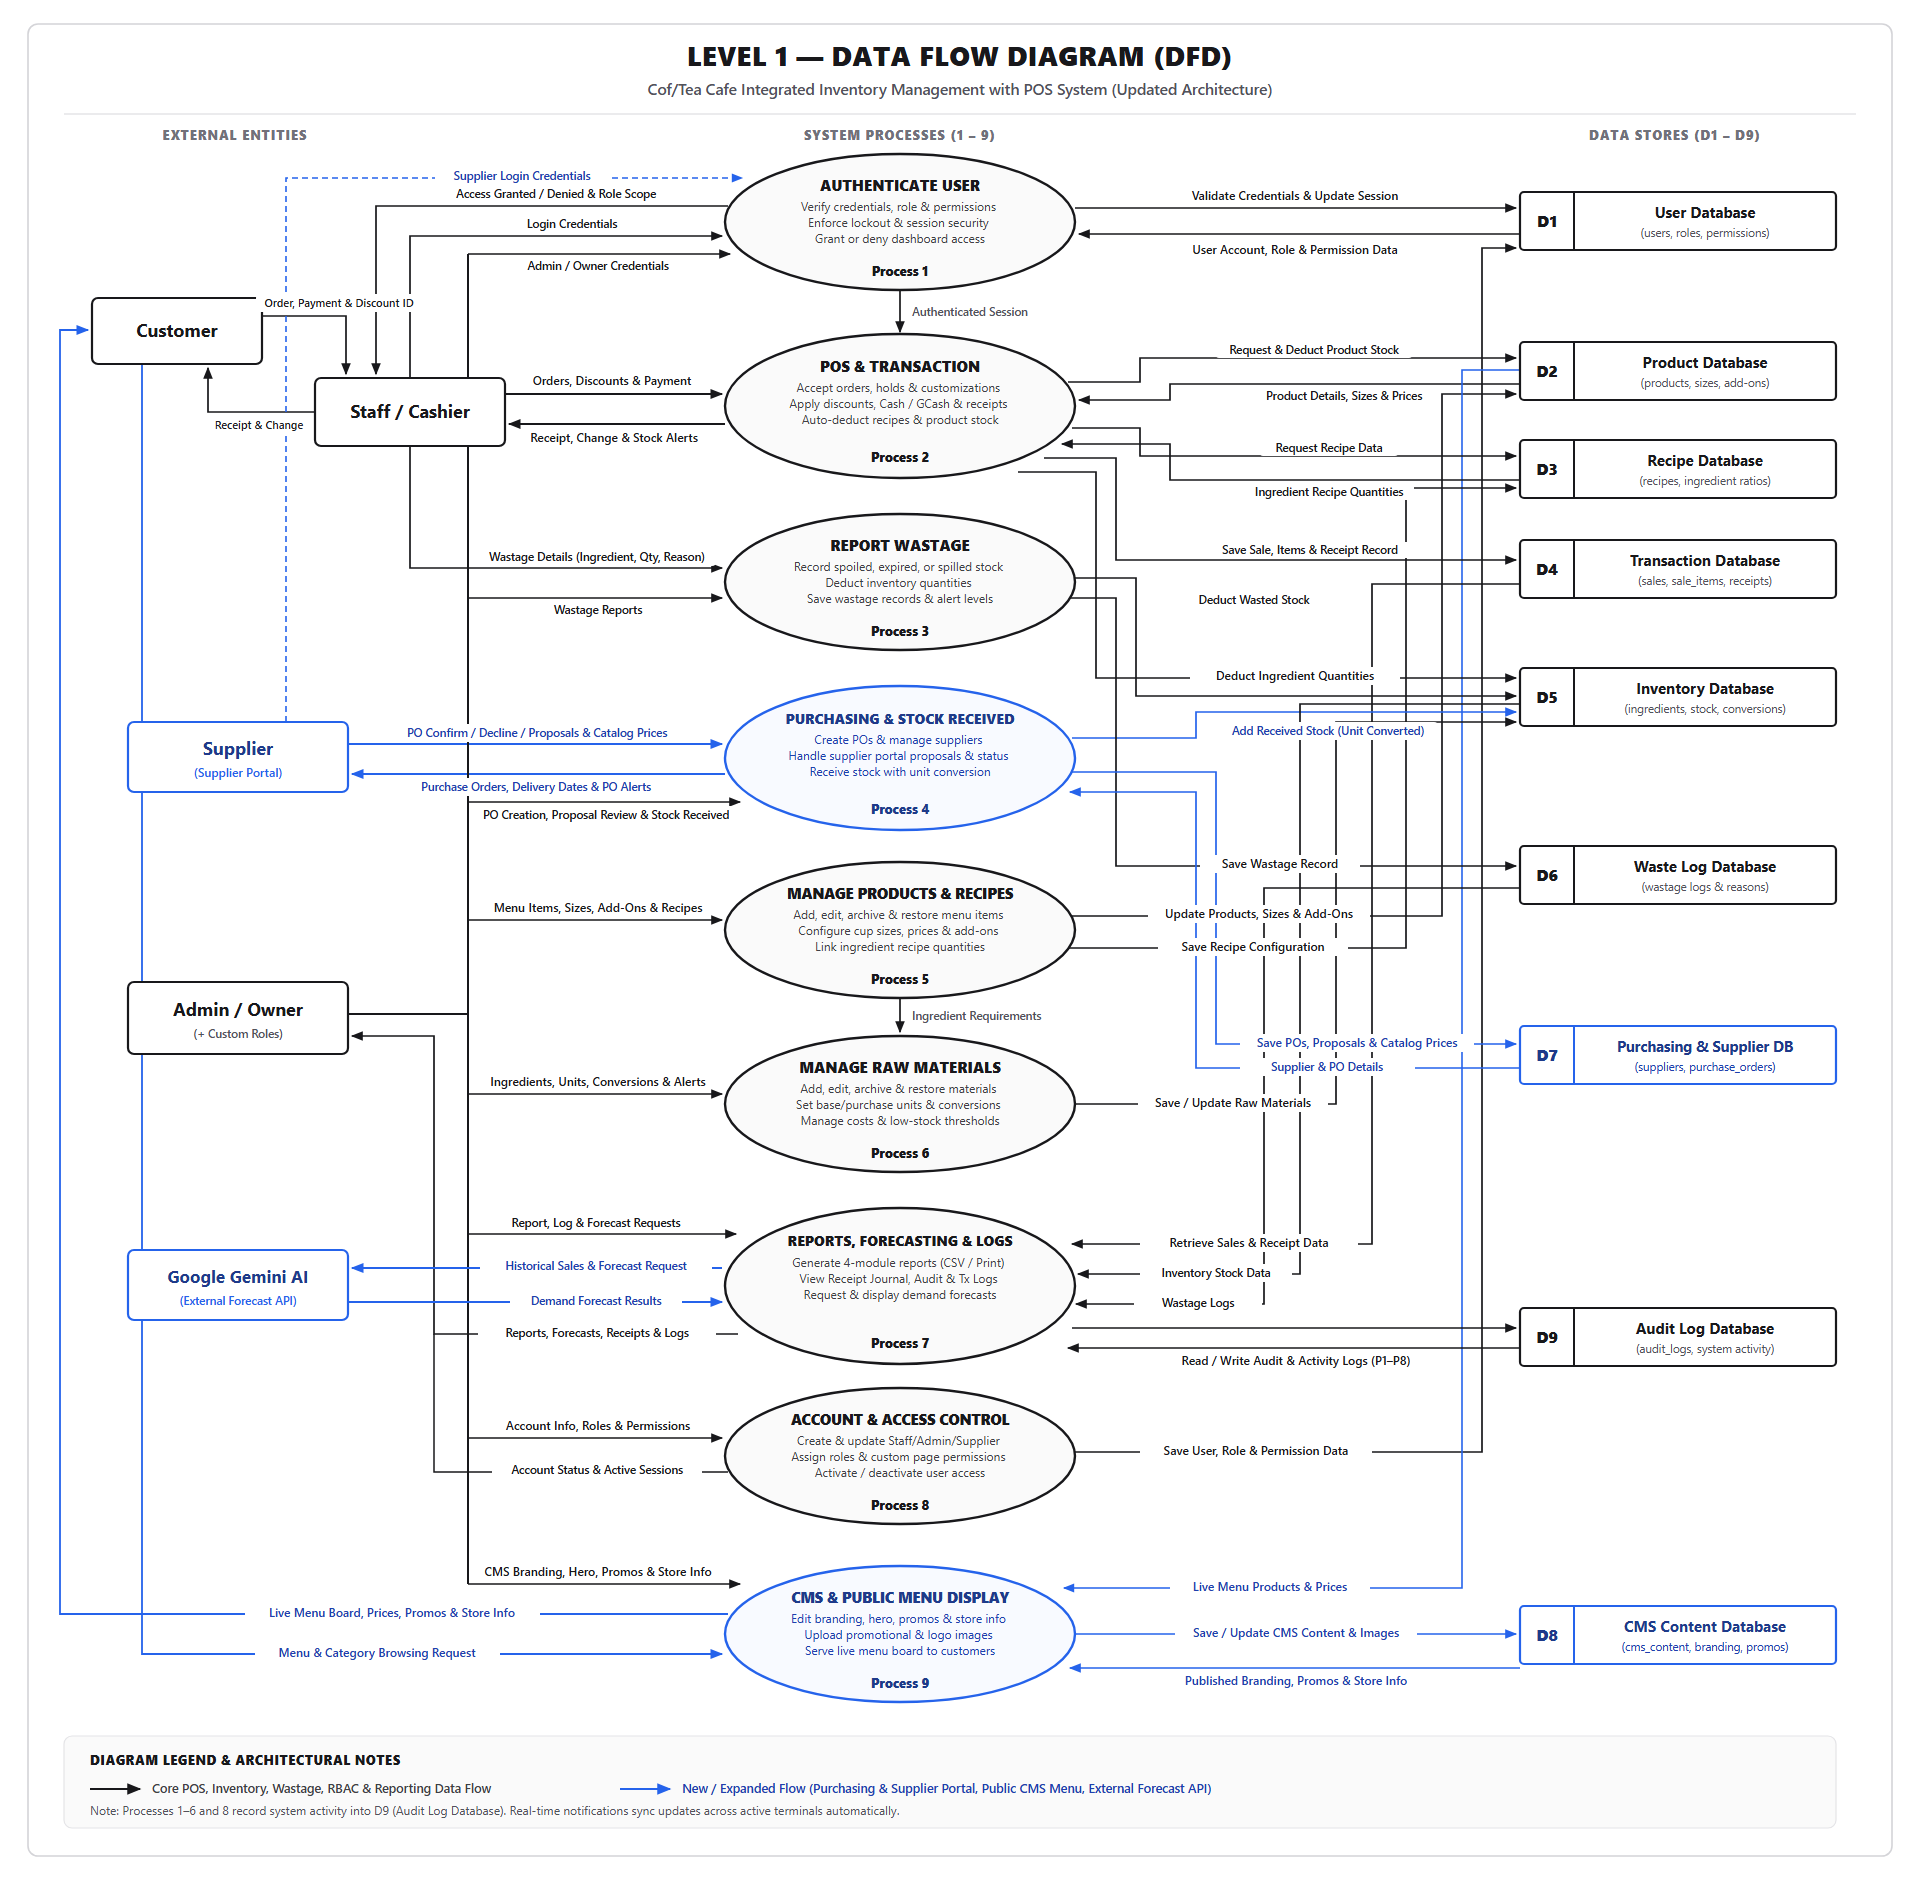 LEVEL 1 — DATA FLOW DIAGRAM (DFD)
Cof/Tea Cafe Integrated Inventory Management with POS System (Updated Architecture)
EXTERNAL ENTITIES
SYSTEM PROCESSES (1 – 9)
DATA STORES (D1 – D9)
Supplier Login Credentials
Access Granted / Denied & Role Scope
Login Credentials
Admin / Owner Credentials
AUTHENTICATE USER
Verify credentials, role & permissions
Enforce lockout & session security
Grant or deny dashboard access
Process 1
Validate Credentials & Update Session
User Account, Role & Permission Data
D1
User Database
(users, roles, permissions)
Order, Payment & Discount ID
Customer
Authenticated Session
Staff / Cashier
Receipt & Change
Orders, Discounts & Payment
Receipt, Change & Stock Alerts
POS & TRANSACTION
Accept orders, holds & customizations
Apply discounts, Cash / GCash & receipts
Auto-deduct recipes & product stock
Process 2
Request & Deduct Product Stock
Product Details, Sizes & Prices
D2
Product Database
(products, sizes, add-ons)
Request Recipe Data
Ingredient Recipe Quantities
D3
Recipe Database
(recipes, ingredient ratios)
Wastage Details (Ingredient, Qty, Reason)
Wastage Reports
REPORT WASTAGE
Record spoiled, expired, or spilled stock
Deduct inventory quantities
Save wastage records & alert levels
Process 3
Save Sale, Items & Receipt Record
Deduct Wasted Stock
D4
Transaction Database
(sales, sale_items, receipts)
Deduct Ingredient Quantities
D5
Inventory Database
(ingredients, stock, conversions)
Add Received Stock (Unit Converted)
Supplier
(Supplier Portal)
PO Confirm / Decline / Proposals & Catalog Prices
Purchase Orders, Delivery Dates & PO Alerts
PO Creation, Proposal Review & Stock Received
PURCHASING & STOCK RECEIVED
Create POs & manage suppliers
Handle supplier portal proposals & status
Receive stock with unit conversion
Process 4
Save Wastage Record
D6
Waste Log Database
(wastage logs & reasons)
Menu Items, Sizes, Add-Ons & Recipes
MANAGE PRODUCTS & RECIPES
Add, edit, archive & restore menu items
Configure cup sizes, prices & add-ons
Link ingredient recipe quantities
Process 5
Update Products, Sizes & Add-Ons
Save Recipe Configuration
Admin / Owner
(+ Custom Roles)
Ingredient Requirements
Save POs, Proposals & Catalog Prices
Supplier & PO Details
D7
Purchasing & Supplier DB
(suppliers, purchase_orders)
Ingredients, Units, Conversions & Alerts
MANAGE RAW MATERIALS
Add, edit, archive & restore materials
Set base/purchase units & conversions
Manage costs & low-stock thresholds
Process 6
Save / Update Raw Materials
Report, Log & Forecast Requests
Google Gemini AI
(External Forecast API)
Historical Sales & Forecast Request
Demand Forecast Results
Reports, Forecasts, Receipts & Logs
REPORTS, FORECASTING & LOGS
Generate 4-module reports (CSV / Print)
View Receipt Journal, Audit & Tx Logs
Request & display demand forecasts
Process 7
Retrieve Sales & Receipt Data
Inventory Stock Data
Wastage Logs
Read / Write Audit & Activity Logs (P1–P8)
D9
Audit Log Database
(audit_logs, system activity)
Account Info, Roles & Permissions
Account Status & Active Sessions
ACCOUNT & ACCESS CONTROL
Create & update Staff/Admin/Supplier
Assign roles & custom page permissions
Activate / deactivate user access
Process 8
Save User, Role & Permission Data
CMS Branding, Hero, Promos & Store Info
Live Menu Board, Prices, Promos & Store Info
Menu & Category Browsing Request
CMS & PUBLIC MENU DISPLAY
Edit branding, hero, promos & store info
Upload promotional & logo images
Serve live menu board to customers
Process 9
Live Menu Products & Prices
Save / Update CMS Content & Images
Published Branding, Promos & Store Info
D8
CMS Content Database
(cms_content, branding, promos)
DIAGRAM LEGEND & ARCHITECTURAL NOTES
Core POS, Inventory, Wastage, RBAC & Reporting Data Flow
New / Expanded Flow (Purchasing & Supplier Portal, Public CMS Menu, External Forecast API)
Note: Processes 1–6 and 8 record system activity into D9 (Audit Log Database). Real-time notifications sync updates across active terminals automatically.